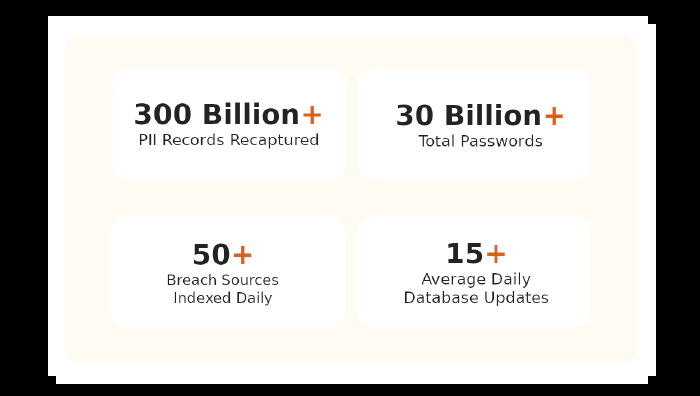 300 Billion+
PII Records Recaptured
30 Billion+
Total Passwords
50+
Breach Sources
Indexed Daily
15+
Average Daily
Database Updates